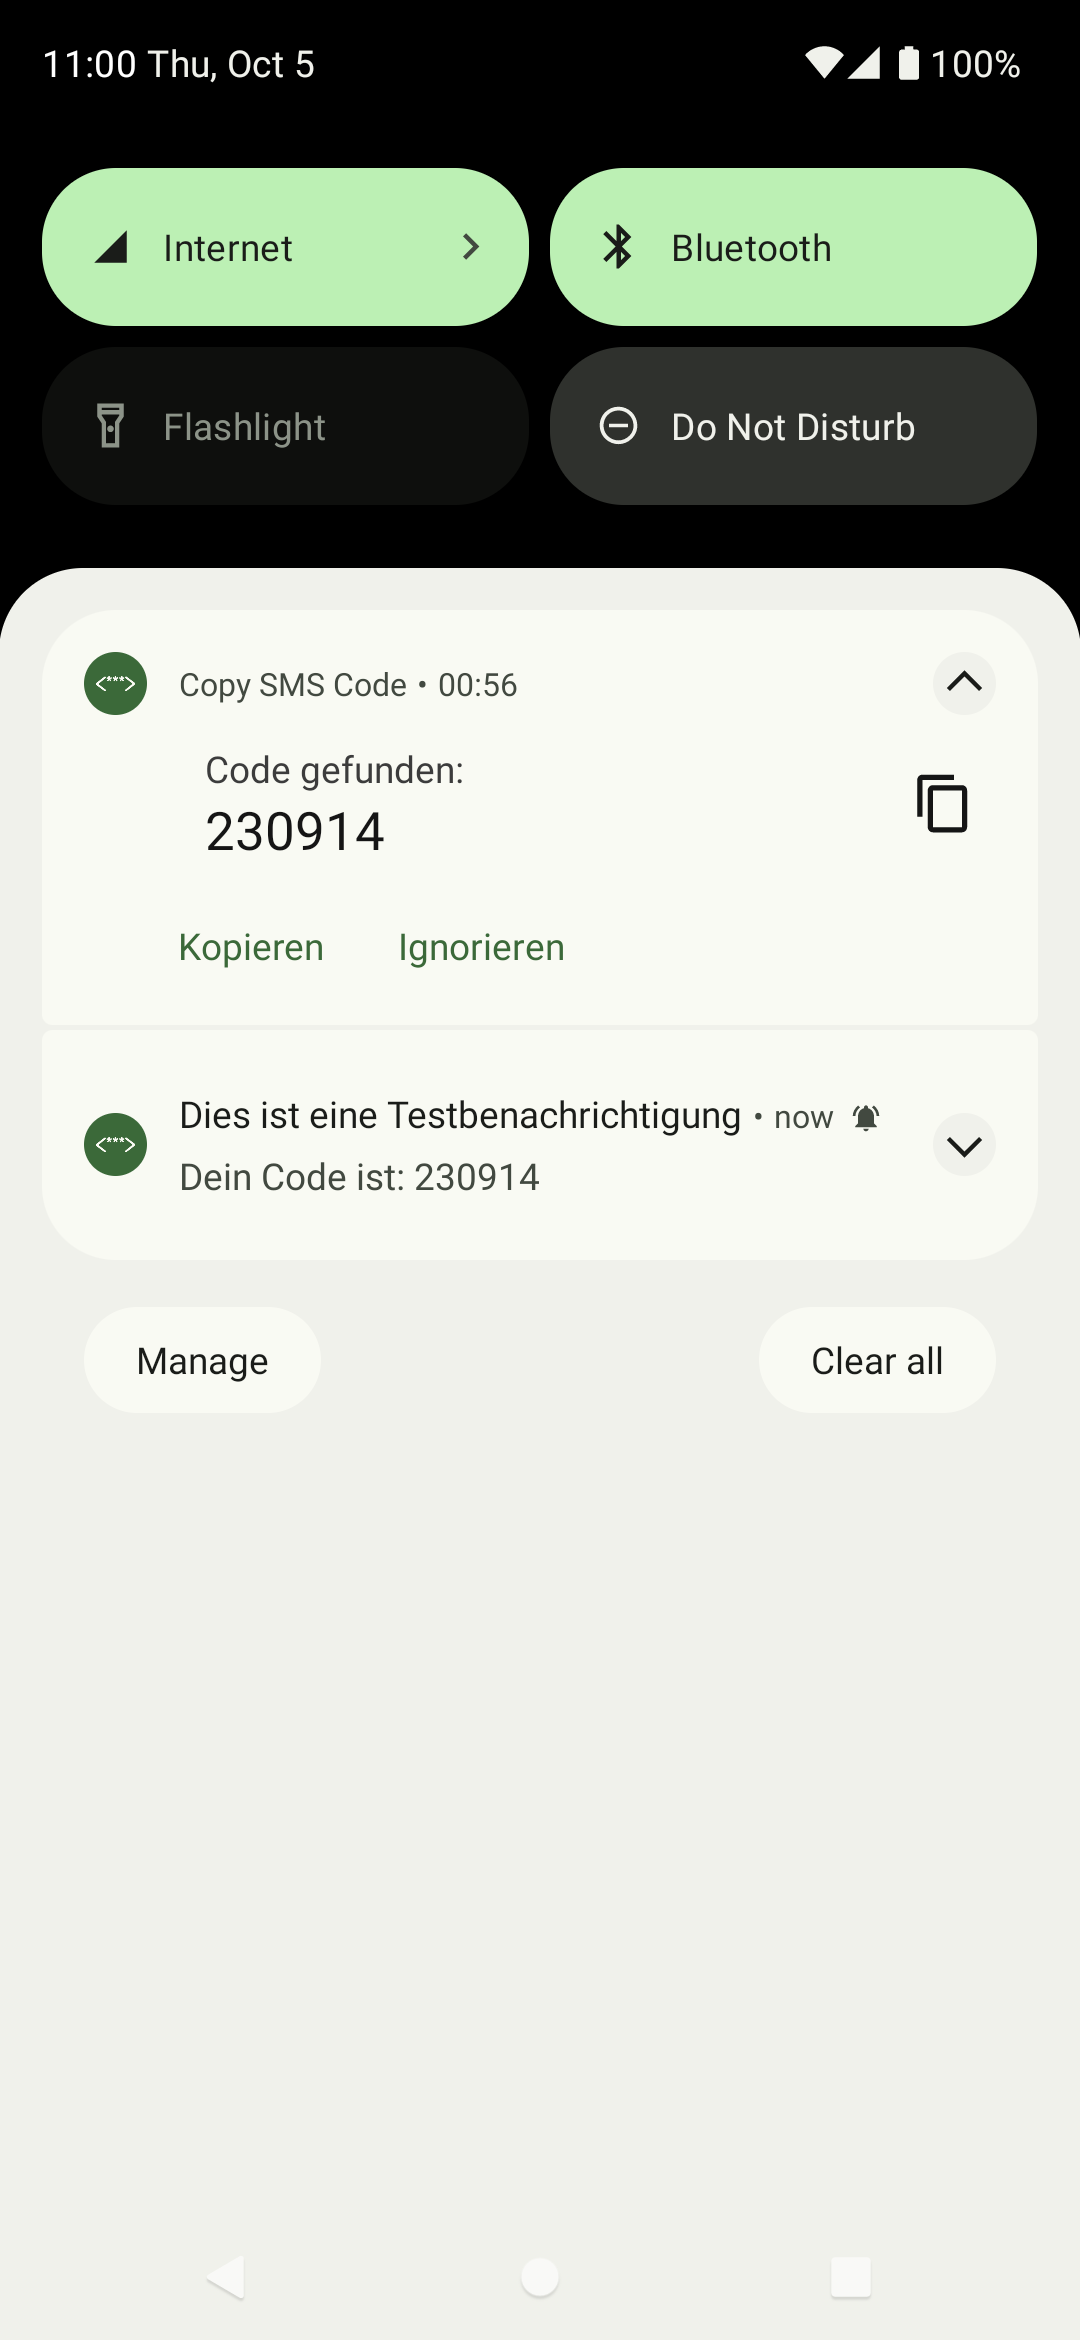 11:00 Thu, Oct 5 100%
Internet
Bluetooth
Flashlight
Do Not Disturb
Copy SMS Code • 00:56
Code gefunden:
230914
Kopieren Ignorieren
Dies ist eine Testbenachrichtigung • now
Dein Code ist: 230914
Manage
Clear all